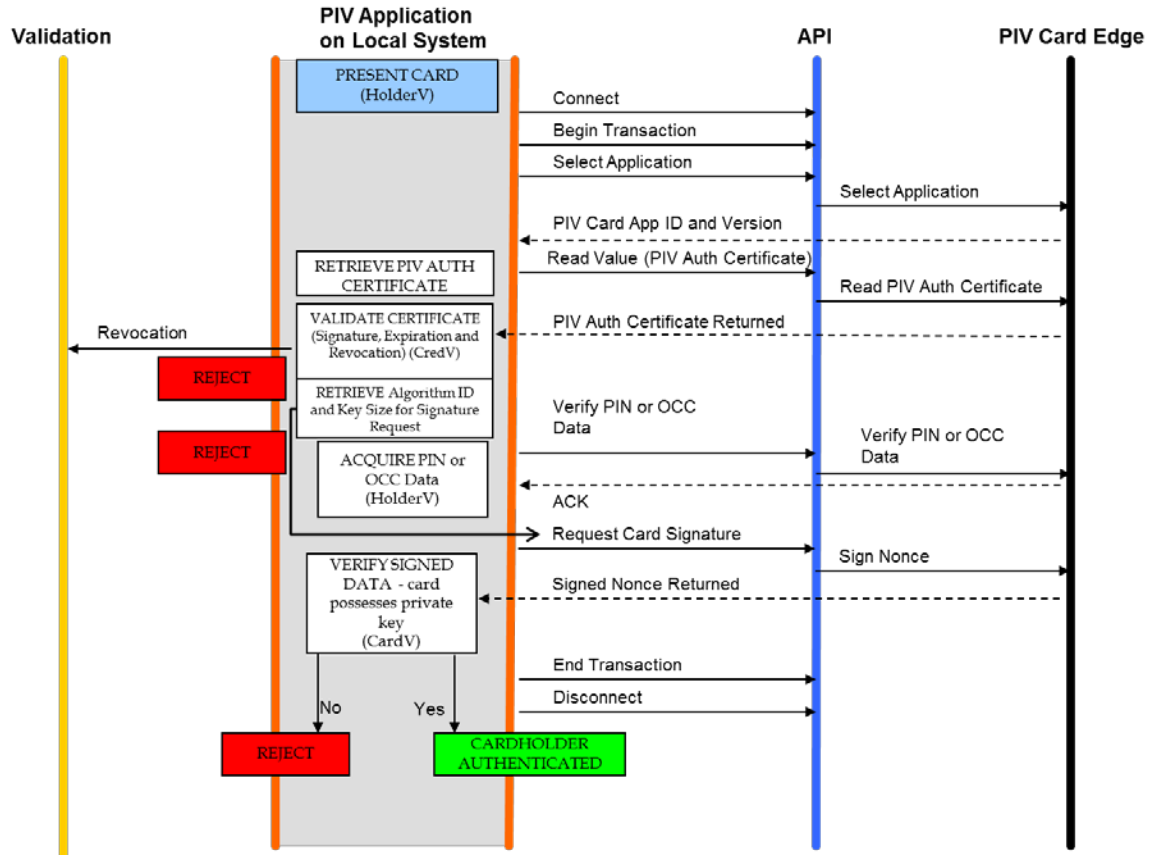 Validation
PIV Application
on Local System
API
PIV Card Edge
PRESENT CARD
(HolderV)
Connect
Begin Transaction
Select Application
Select Application
PIV Card App ID and Version
RETRIEVE PIV AUTH
CERTIFICATE
Read Value (PIV Auth Certificate)
Read PIV Auth Certificate
VALIDATE CERTIFICATE
(Signature, Expiration and
Revocation) (CredV)
PIV Auth Certificate Returned
Revocation
REJECT
RETRIEVE Algorithm ID
and Key Size for Signature
Request
Verify PIN or OCC
Data
Verify PIN or OCC
Data
REJECT
ACQUIRE PIN or
OCC Data
(HolderV)
ACK
Request Card Signature
Sign Nonce
VERIFY SIGNED
DATA - card
possesses private
key
(CardV)
Signed Nonce Returned
End Transaction
Disconnect
No
Yes
REJECT
CARDHOLDER
AUTHENTICATED